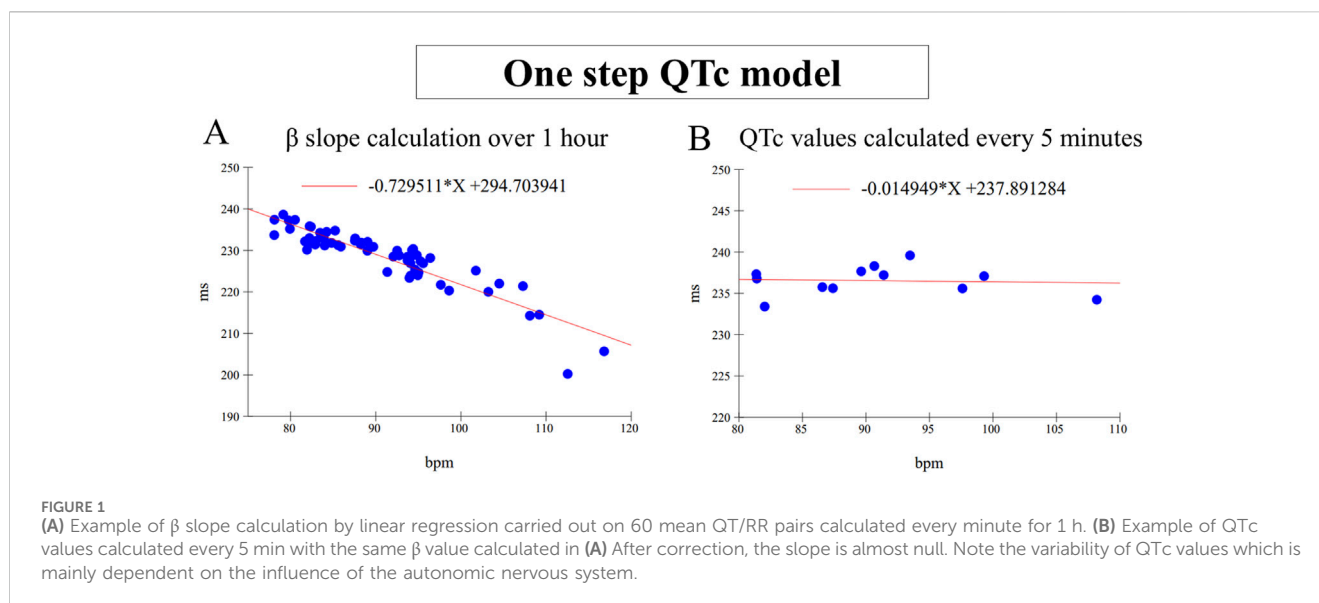 One step QTc model
A
β slope calculation over 1 hour
250
240
230
220
210
200
190
ms
-0.729511*X +294.703941
80
90
100
110
120
bpm
B
QTc values calculated every 5 minutes
250
245
240
235
230
225
220
ms
-0.014949*X +237.891284
80
85
90
95
100
105
110
bpm
FIGURE 1
(A) Example of β slope calculation by linear regression carried out on 60 mean QT/RR pairs calculated every minute for 1 h. (B) Example of QTc
values calculated every 5 min with the same β value calculated in (A) After correction, the slope is almost null. Note the variability of QTc values which is
mainly dependent on the influence of the autonomic nervous system.